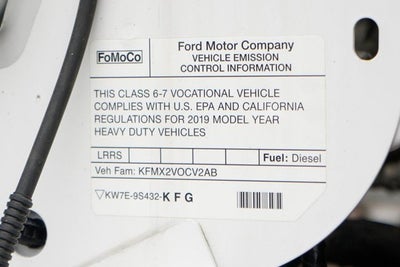 FoMoCo
Ford Motor Company
VEHICLE EMISSION
CONTROL INFORMATION
THIS CLASS 6-7 VOCATIONAL VEHICLE
COMPLIES WITH U.S. EPA AND CALIFORNIA
REGULATIONS FOR 2019 MODEL YEAR
HEAVY DUTY VEHICLES
LRRS Fuel: Diesel
Veh Fam: KFMX2VOCV2AB
▽KW7E-9S432-K F G